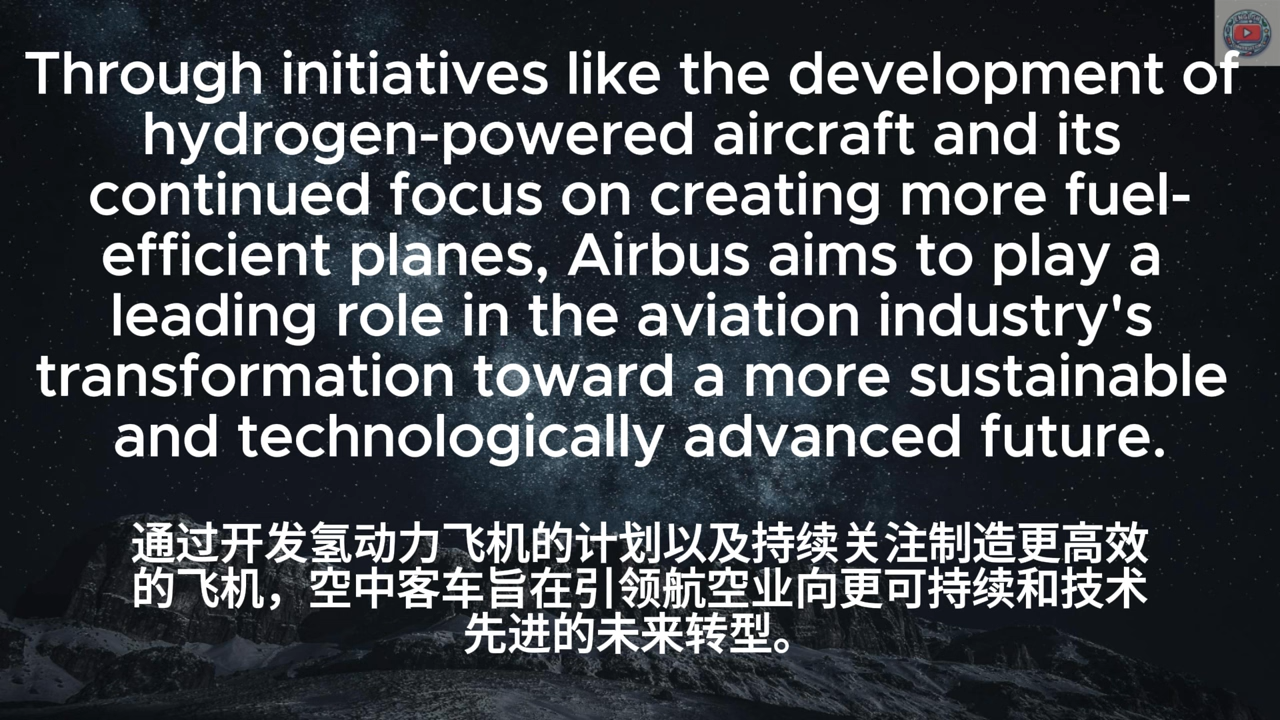 Through initiatives like the development of
hydrogen-powered aircraft and its
continued focus on creating more fuel-
efficient planes, Airbus aims to play a
leading role in the aviation industry's
transformation toward a more sustainable
and technologically advanced future.
通过开发氢动力飞机的计划以及持续关注制造更高效
的飞机，空中客车旨在引领航空业向更可持续和技术
先进的未来转型。